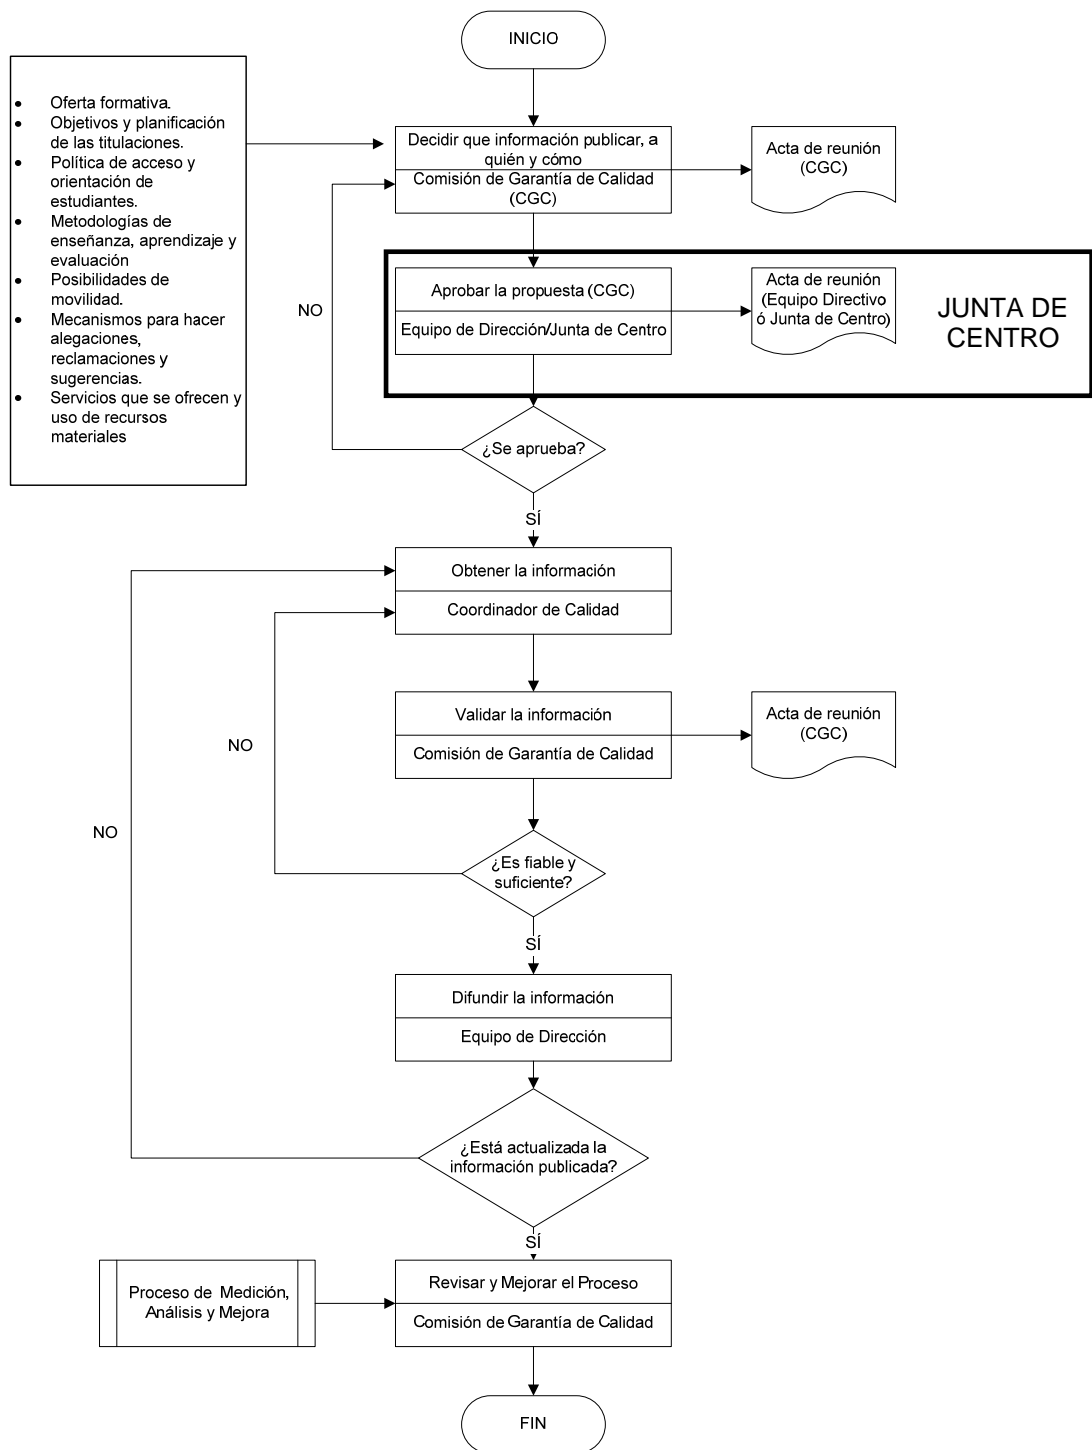 INICIO
• Oferta formativa.
• Objetivos y planificación
de las titulaciones.
• Política de acceso y
orientación de
estudiantes.
• Metodologías de
enseñanza, aprendizaje y
evaluación
• Posibilidades de
movilidad.
• Mecanismos para hacer
alegaciones,
reclamaciones y
sugerencias.
• Servicios que se ofrecen y
uso de recursos
materiales
Decidir que información publicar, a
quién y cómo
Comisión de Garantía de Calidad
(CGC)
Acta de reunión
(CGC)
NO
Aprobar la propuesta (CGC)
Equipo de Dirección/Junta de Centro
Acta de reunión
(Equipo Directivo
ó Junta de Centro)
JUNTA DE
CENTRO
¿Se aprueba?
SÍ
Obtener la información
Coordinador de Calidad
Validar la información
Comisión de Garantía de Calidad
Acta de reunión
(CGC)
NO
NO
¿Es fiable y
suficiente?
SÍ
Difundir la información
Equipo de Dirección
¿Está actualizada la
información publicada?
SÍ
Proceso de Medición,
Análisis y Mejora
Revisar y Mejorar el Proceso
Comisión de Garantía de Calidad
FIN